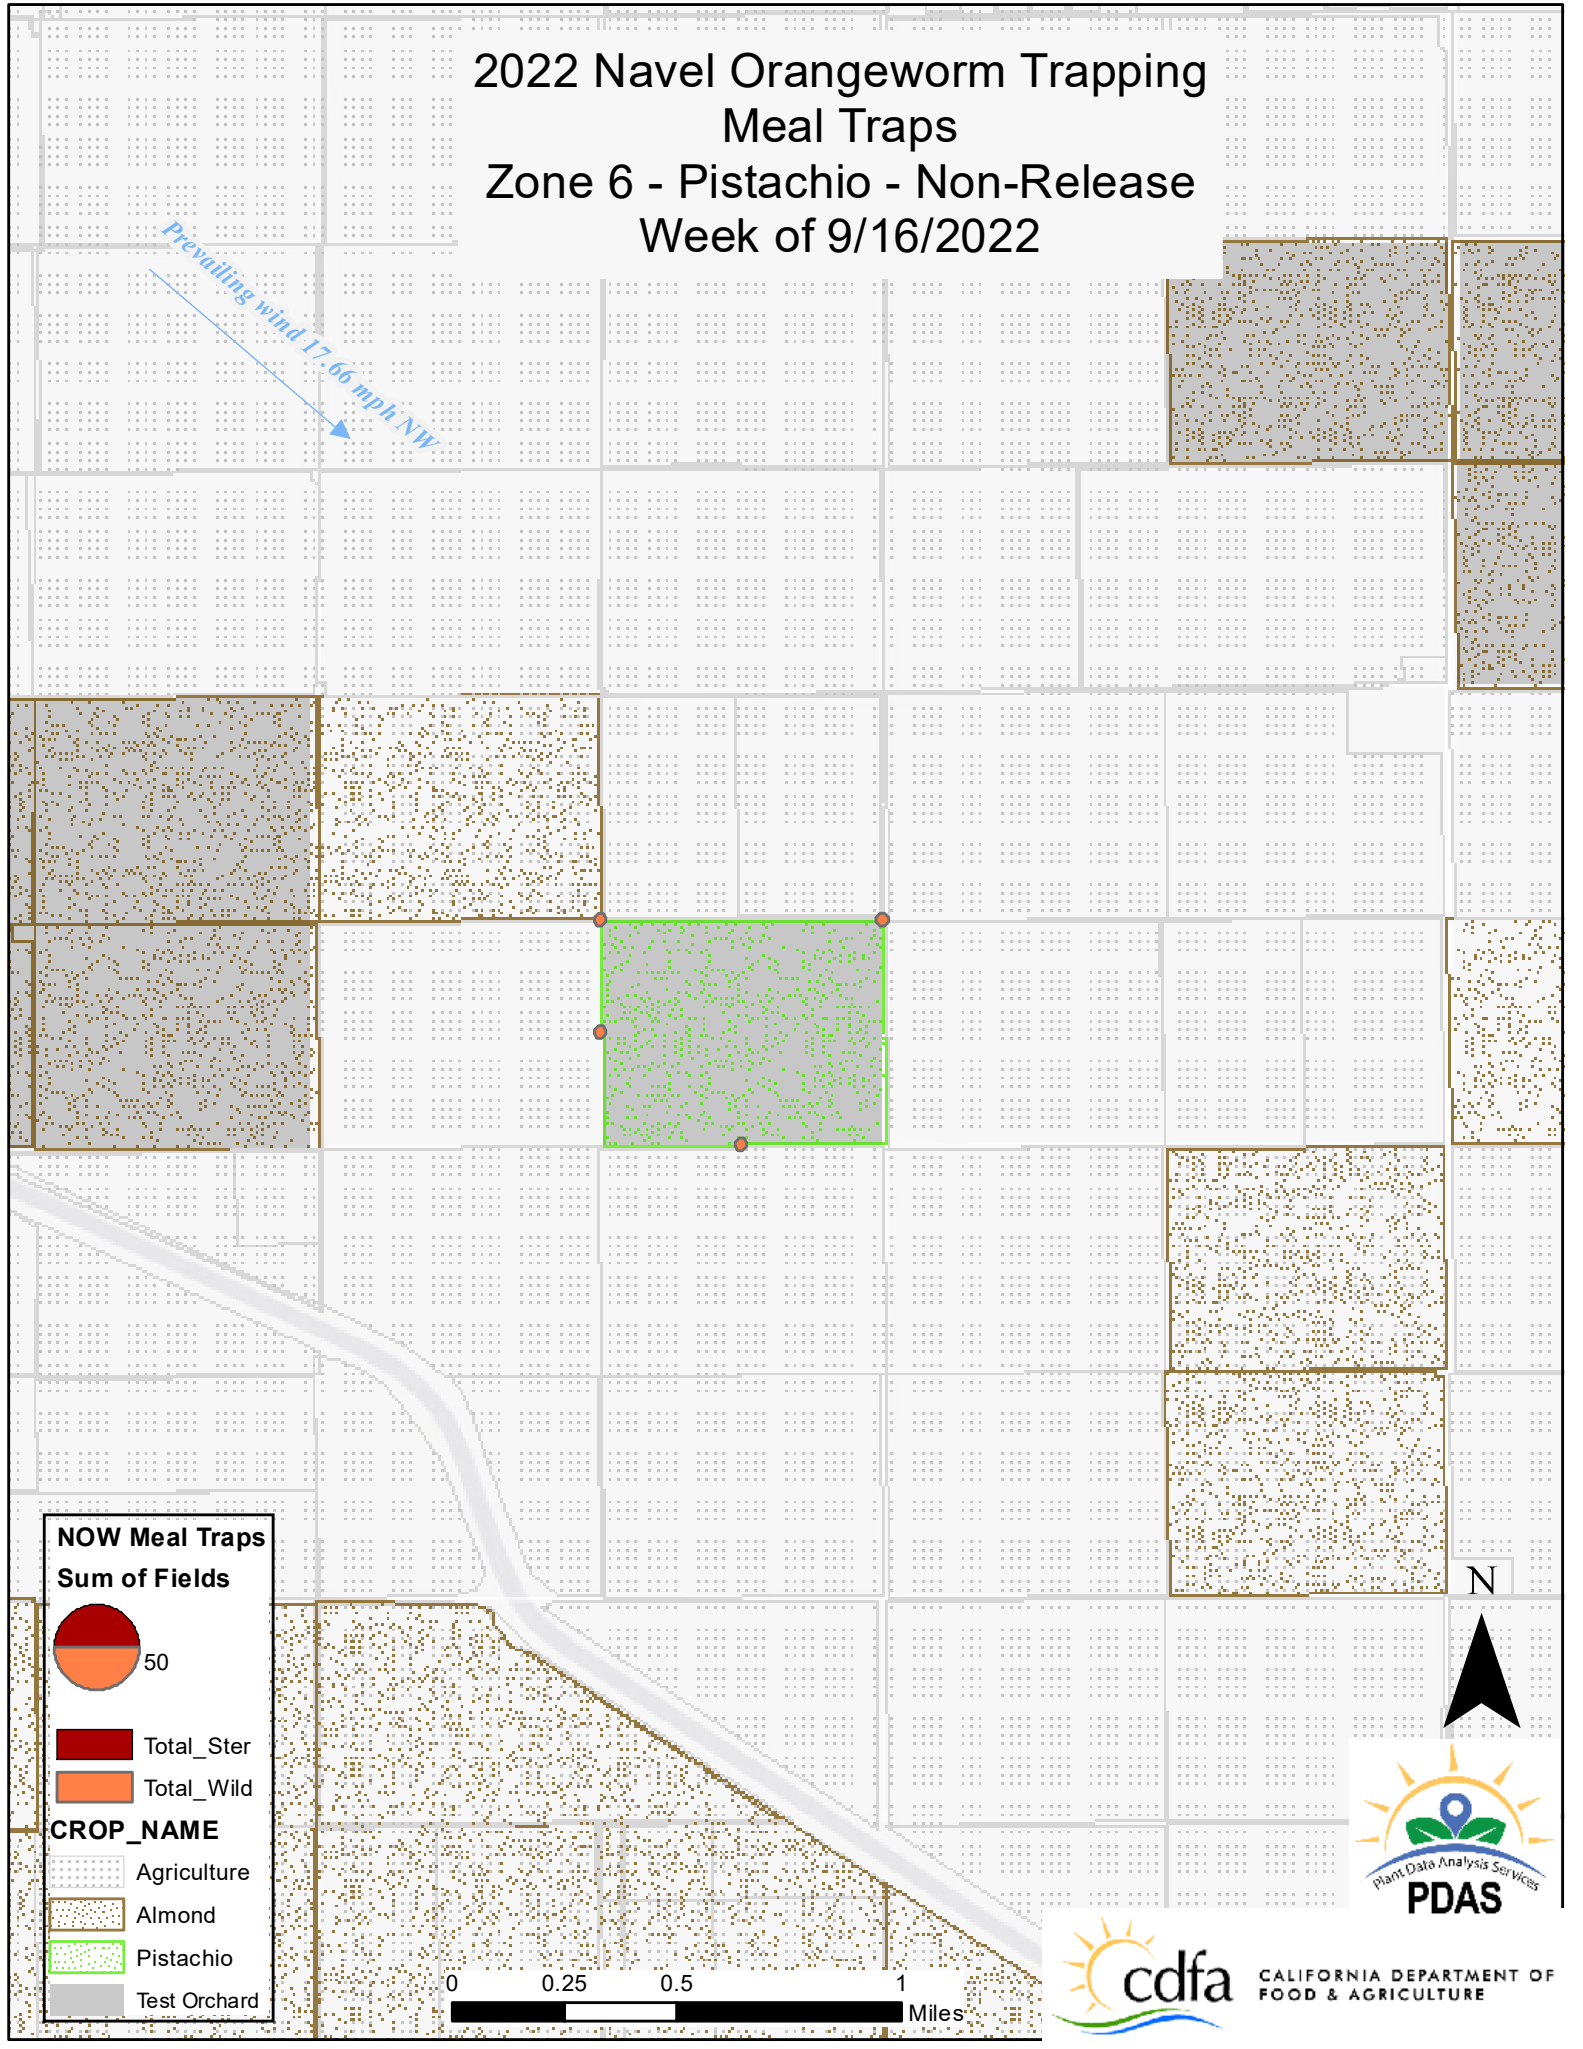 2022 Navel Orangeworm Trapping
Meal Traps
Zone 6 - Pistachio - Non-Release
Week of 9/16/2022
Prevailing wind 17.66 mph NW
NOW Meal Traps
Sum of Fields
50
Total_Ster
Total_Wild
CROP_NAME
Agriculture
Almond
Pistachio
Test Orchard
0 0.25 0.5 1
Miles
N
Plant Data Analysis Services
PDAS
cdfa
CALIFORNIA DEPARTMENT OF
FOOD & AGRICULTURE